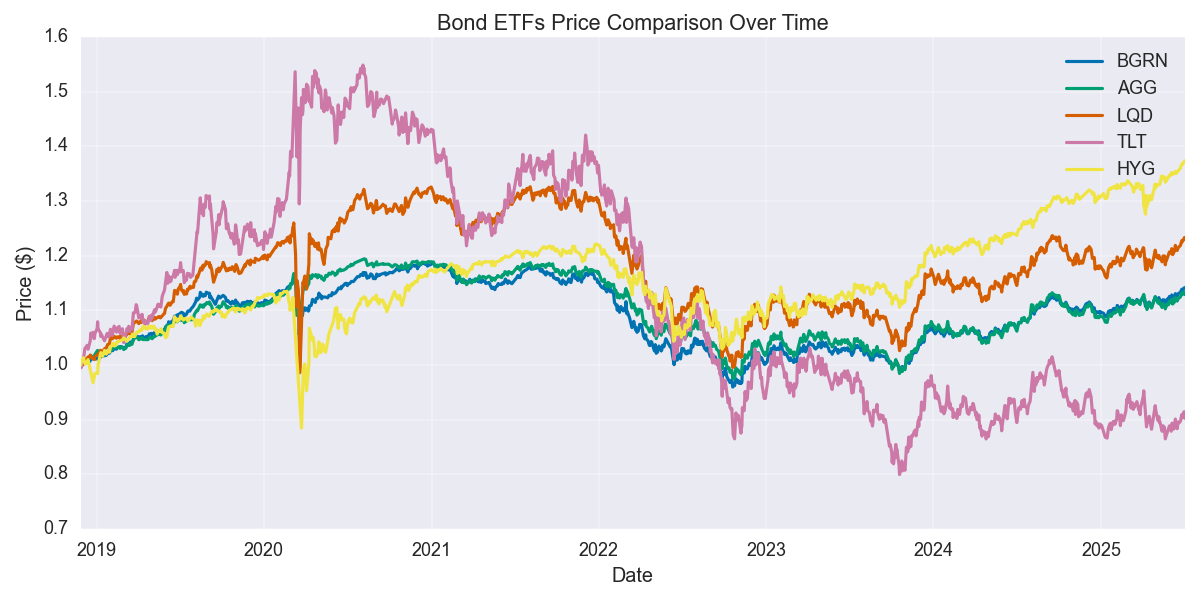 Bond ETFs Price Comparison Over Time
Price ($)
1.6
1.5
1.4
1.3
1.2
1.1
1.0
0.9
0.8
0.7
BGRN
AGG
LQD
TLT
HYG
2019 2020 2021 2022 2023 2024 2025
Date